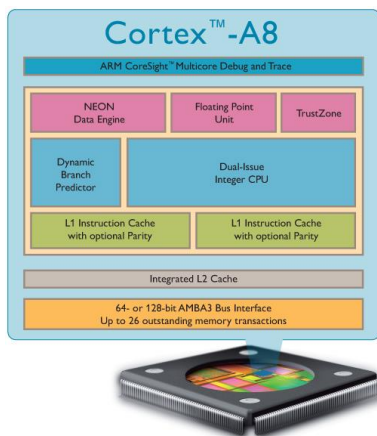 Cortex™-A8
ARM CoreSight™ Multicore Debug and Trace
NEON
Data Engine
Floating Point
Unit
TrustZone
Dynamic
Branch
Predictor
Dual-Issue
Integer CPU
L1 Instruction Cache
with optional Parity
L1 Instruction Cache
with optional Parity
Integrated L2 Cache
64- or 128-bit AMBA3 Bus Interface
Up to 26 outstanding memory transactions